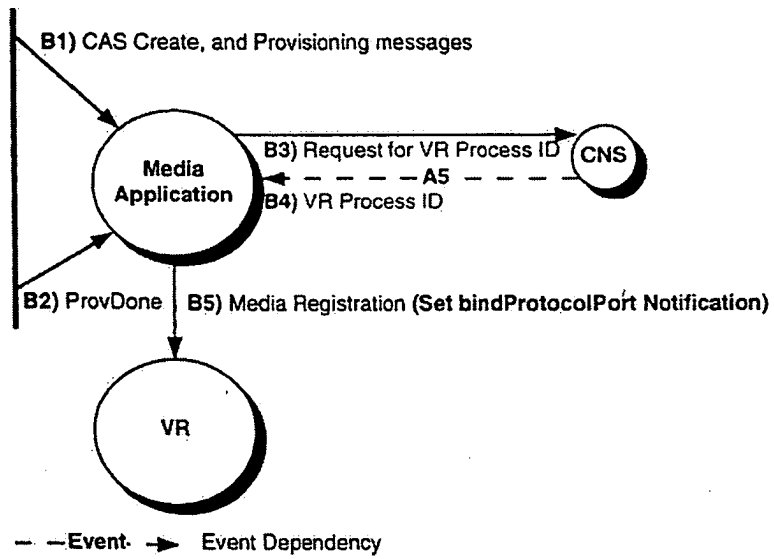 B1) CAS Create, and Provisioning messages
Media
Application
B3) Request for VR Process ID
CNS
A5
B4) VR Process ID
B2) ProvDone
B5) Media Registration (Set bindProtocolPort Notification)
VR
Event
Event Dependency